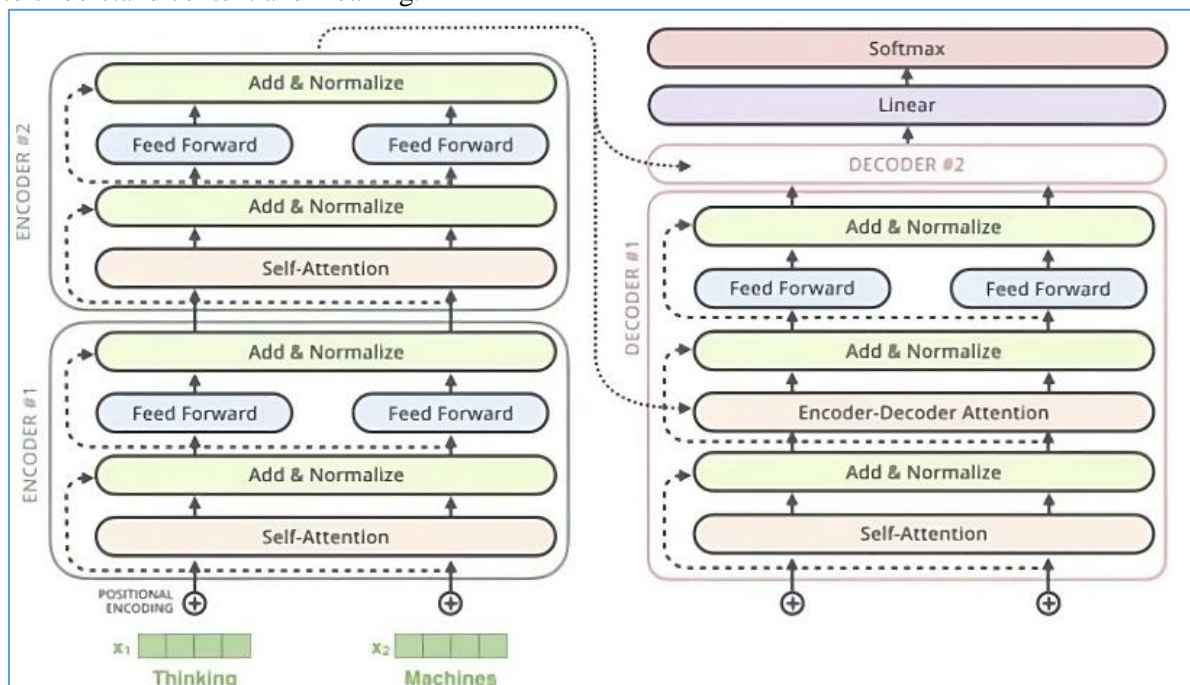 ENCODER #2
Add & Normalize
Feed Forward Feed Forward
Add & Normalize
Self-Attention
ENCODER #1
Add & Normalize
Feed Forward Feed Forward
Add & Normalize
Self-Attention
POSITIONAL
ENCODING
x₁ x₂
Thinking Machines
Softmax
Linear
DECODER #2
DECODER #1
Add & Normalize
Feed Forward Feed Forward
Add & Normalize
Encoder-Decoder Attention
Add & Normalize
Self-Attention